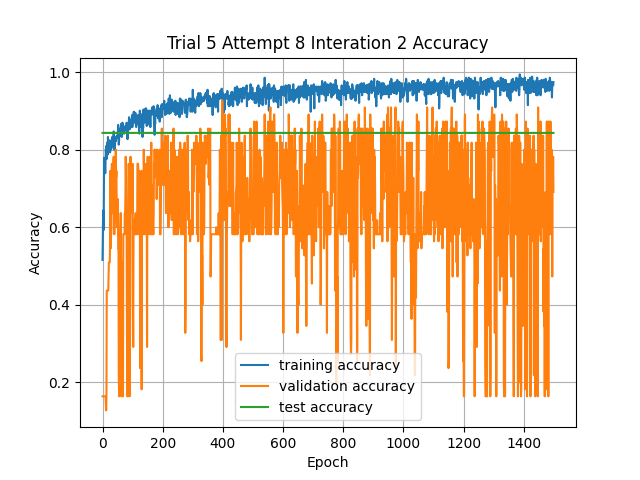 Trial 5 Attempt 8 Interation 2 Accuracy
1.0
0.8
0.6
0.4
0.2
Accuracy
0
200
400
600
800
1000
1200
1400
Epoch
training accuracy
validation accuracy
test accuracy